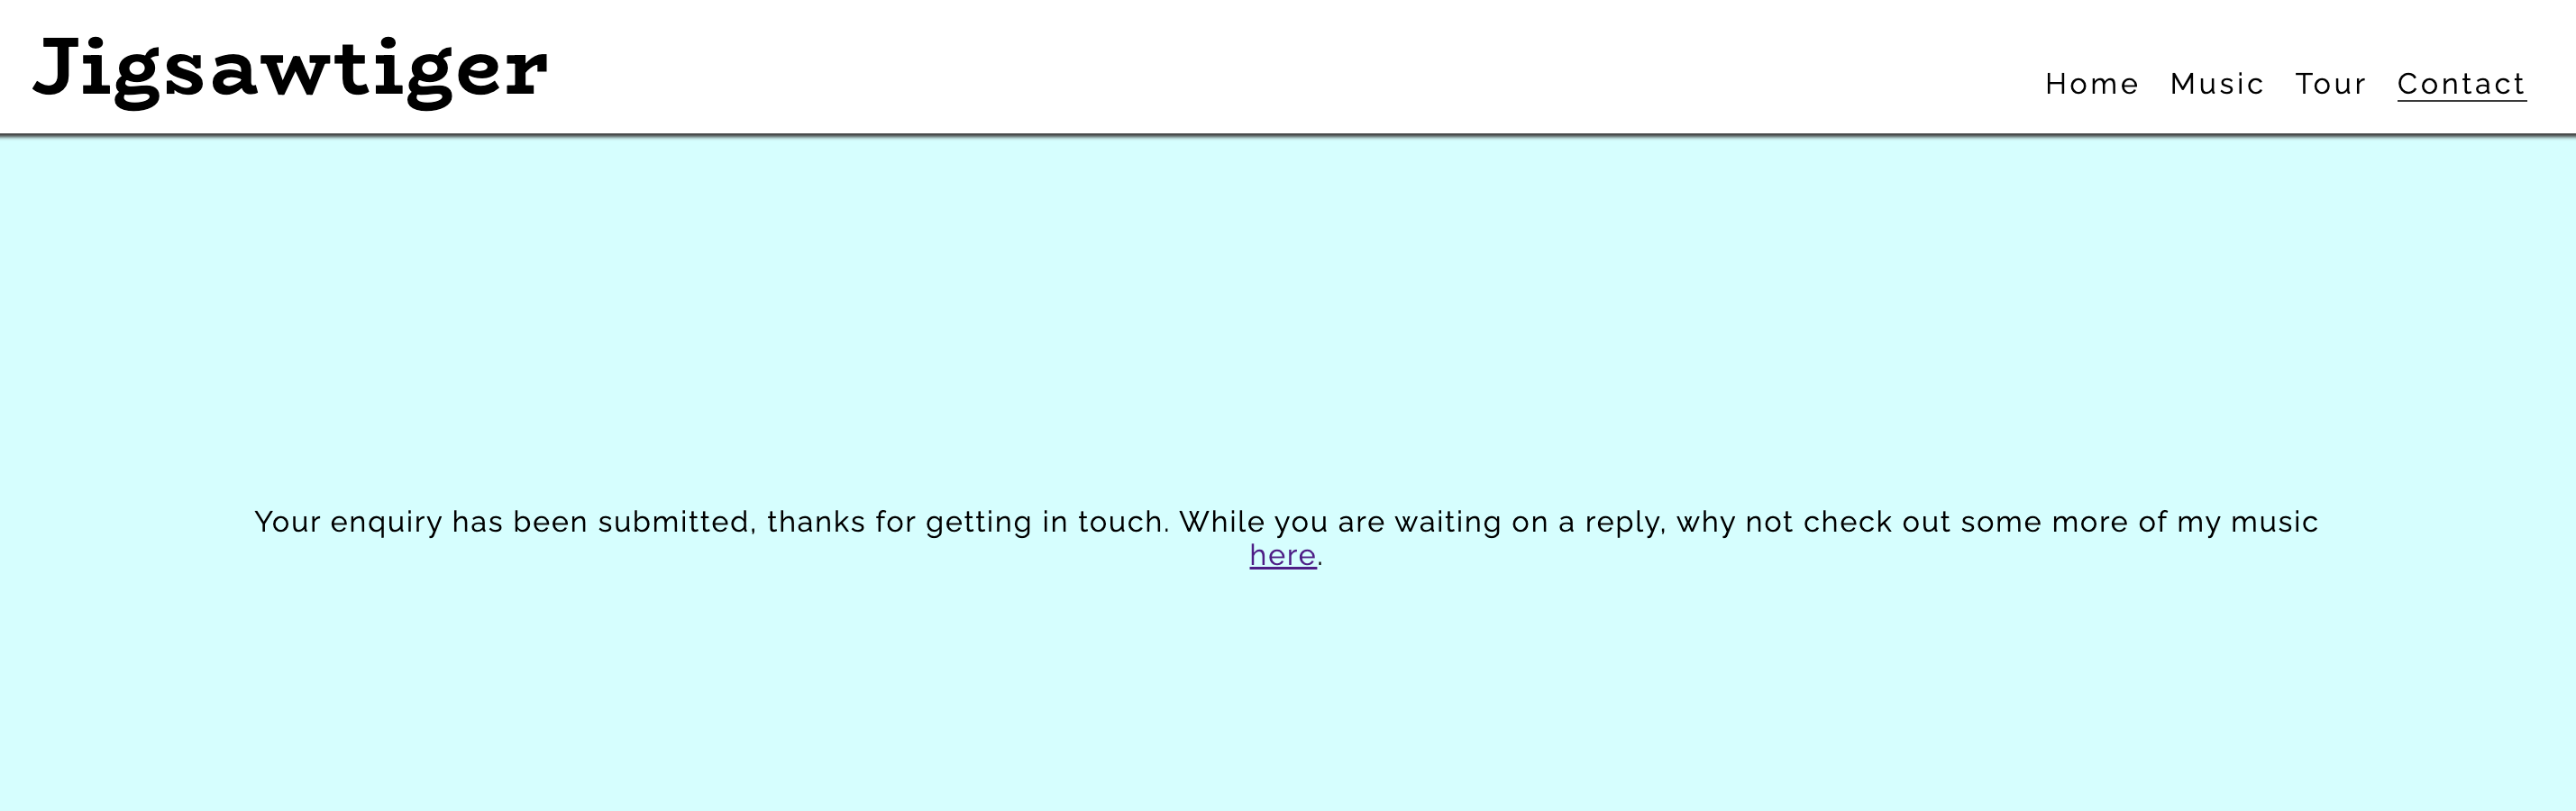 Jigsawtiger
Home Music Tour Contact
Your enquiry has been submitted, thanks for getting in touch. While you are waiting on a reply, why not check out some more of my music
here.